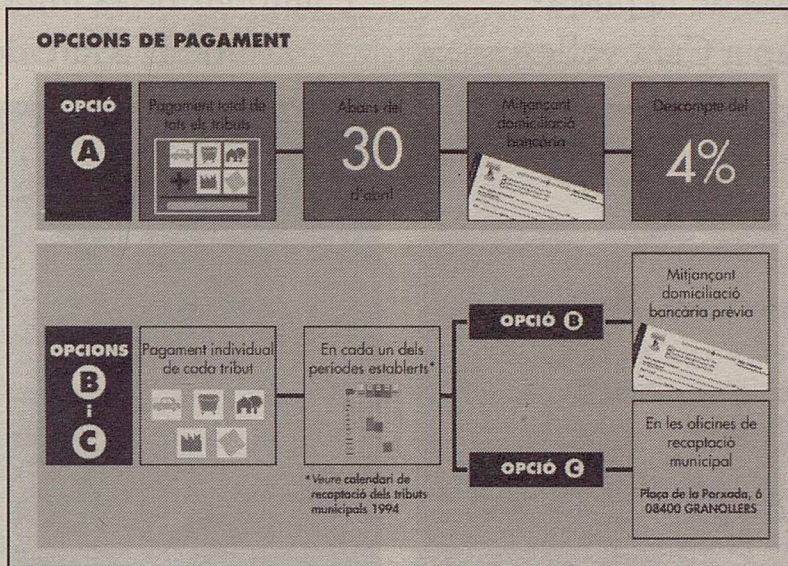 OPCIONS DE PAGAMENT
OPCIÓ
A
Pagament total de
tots els tributs
Abans del
30
d'abril
Mitjançant
domiciliació
bancària
Descompte del
4%
OPCIONS
B
i
C
Pagament individual
de cada tribut
En cada un dels
períodes establerts*
*Veure calendari de
recaptació dels tributs
municipals 1994
OPCIÓ B
Mitjançant
domiciliació
bancària prèvia
OPCIÓ C
En les oficines de
recaptació
municipal
Plaça de la Porxada, 6
08400 GRANOLLERS